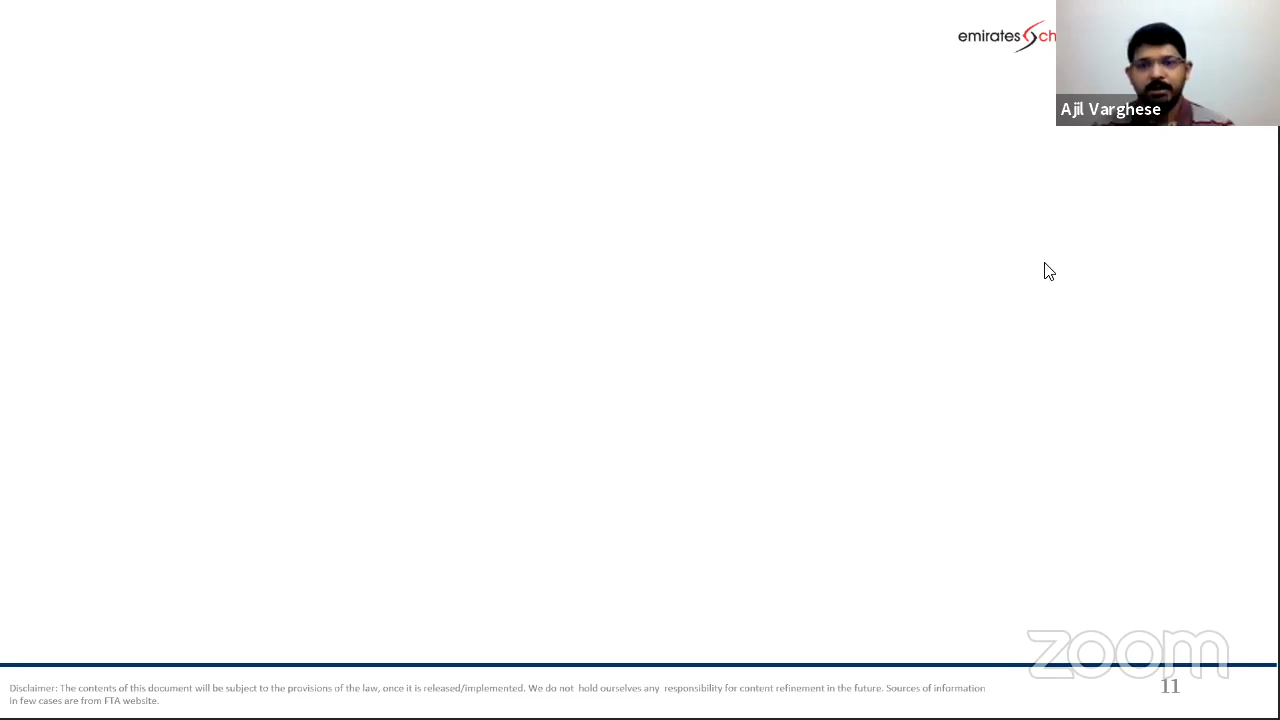 emirates ch
Ajil Varghese
zoom
Disclaimer: The contents of this document will be subject to the provisions of the law, once it is released/implemented. We do not hold ourselves any responsibility for content refinement in the future. Sources of information
in few cases are from FTA website.
11